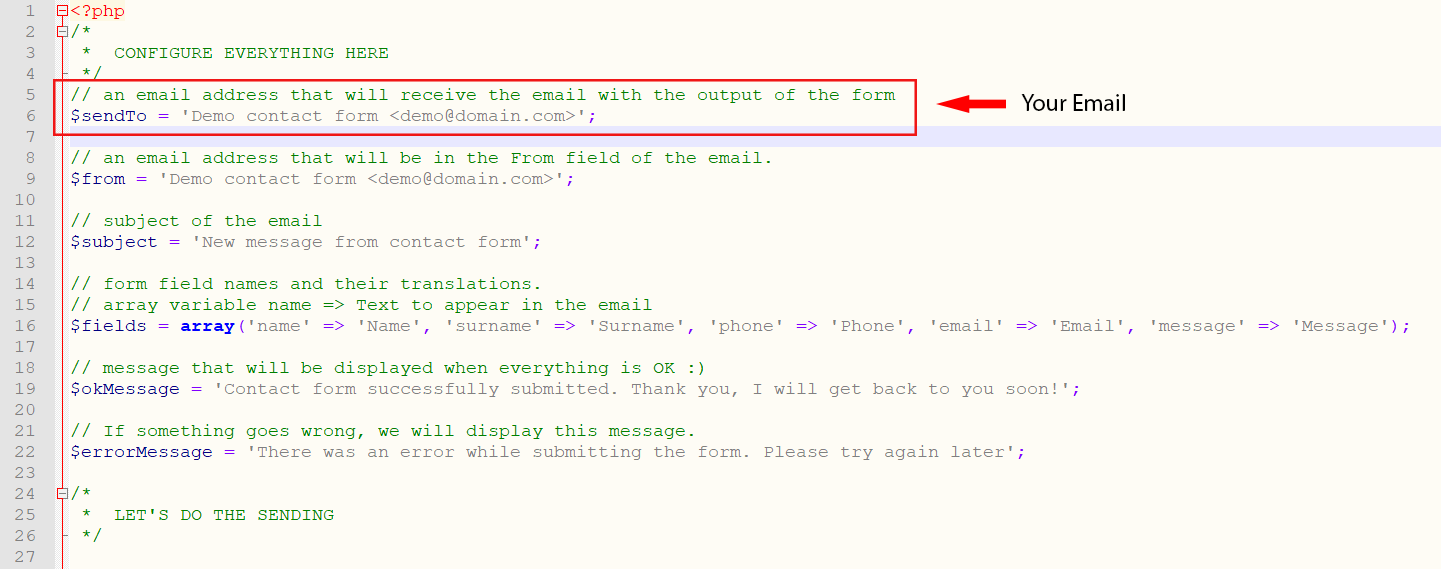 1 <?php
2 /*
3 *  CONFIGURE EVERYTHING HERE
4 */
5 // an email address that will receive the email with the output of the form
6 $sendTo = 'Demo contact form <demo@domain.com>';
Your Email
7
8 // an email address that will be in the From field of the email.
9 $from = 'Demo contact form <demo@domain.com>';
10
11 // subject of the email
12 $subject = 'New message from contact form';
13
14 // form field names and their translations.
15 // array variable name => Text to appear in the email
16 $fields = array('name' => 'Name', 'surname' => 'Surname', 'phone' => 'Phone', 'email' => 'Email', 'message' => 'Message');
17
18 // message that will be displayed when everything is OK :)
19 $okMessage = 'Contact form successfully submitted. Thank you, I will get back to you soon!';
20
21 // If something goes wrong, we will display this message.
22 $errorMessage = 'There was an error while submitting the form. Please try again later';
23
24 /*
25 *  LET'S DO THE SENDING
26 */
27